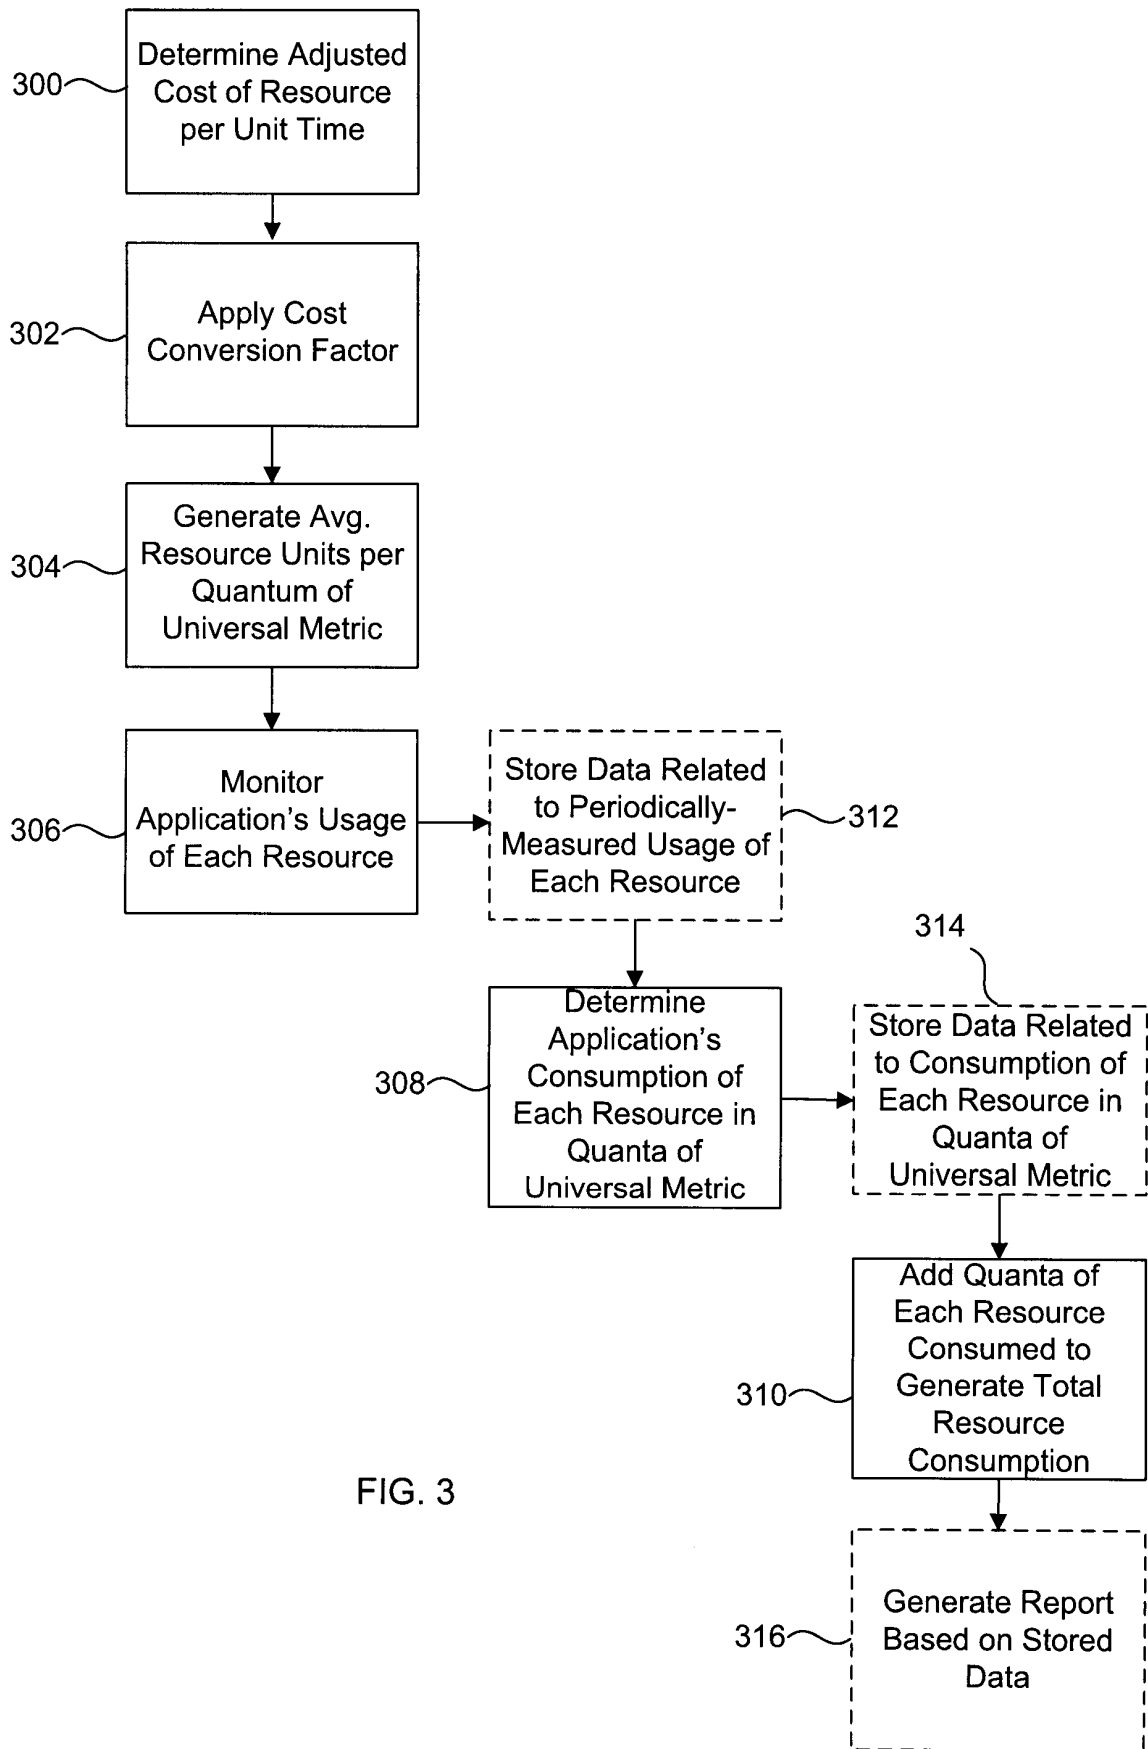 Determine Adjusted
Cost of Resource
per Unit Time
300
Apply Cost
Conversion Factor
302
Generate Avg.
Resource Units per
Quantum of
Universal Metric
304
Monitor
Application's Usage
of Each Resource
306
Store Data Related
to Periodically-
Measured Usage of
Each Resource
312
Determine
Application's
Consumption of
Each Resource in
Quanta of
Universal Metric
308
314
Store Data Related
to Consumption of
Each Resource in
Quanta of
Universal Metric
Add Quanta of
Each Resource
Consumed to
Generate Total
Resource
Consumption
310
FIG. 3
Generate Report
Based on Stored
Data
316